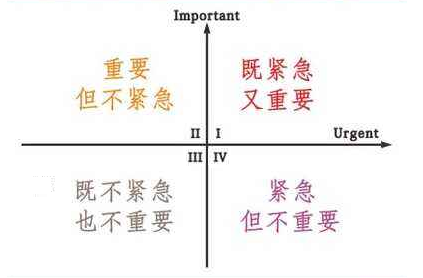 Important
重要
但不紧急
既紧急
又重要
II
I
Urgent
III
IV
既不紧急
也不重要
紧急
但不重要